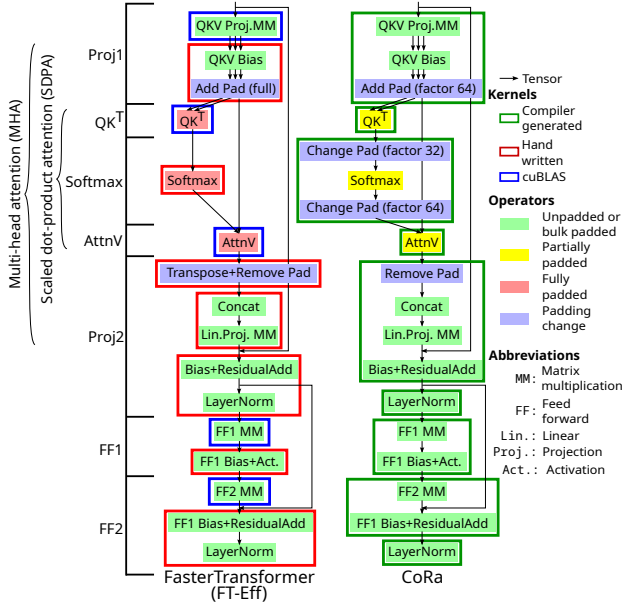 Multi-head attention (MHA)
Scaled dot-product attention (SDPA)
Proj1
QKT
Softmax
AttnV
Proj2
FF1
FF2
QKV Proj.MM
QKV Bias
Add Pad (full)
QKT
Softmax
AttnV
Transpose+Remove Pad
Concat
Lin.Proj. MM
Bias+ResidualAdd
LayerNorm
FF1 MM
FF1 Bias+Act.
FF2 MM
FF1 Bias+ResidualAdd
LayerNorm
FasterTransformer
(FT-Eff)
QKV Proj.MM
QKV Bias
Add Pad (factor 64)
QKT
Change Pad (factor 32)
Softmax
Change Pad (factor 64)
AttnV
Remove Pad
Concat
Lin.Proj. MM
Bias+ResidualAdd
LayerNorm
FF1 MM
FF1 Bias+Act.
FF2 MM
FF1 Bias+ResidualAdd
LayerNorm
CoRa
Tensor
Kernels
Compiler
generated
Hand
written
cuBLAS
Operators
Unpadded or
bulk padded
Partially
padded
Fully
padded
Padding
change
Abbreviations
MM: Matrix
multiplication
FF: Feed
forward
Lin.: Linear
Proj.: Projection
Act.: Activation